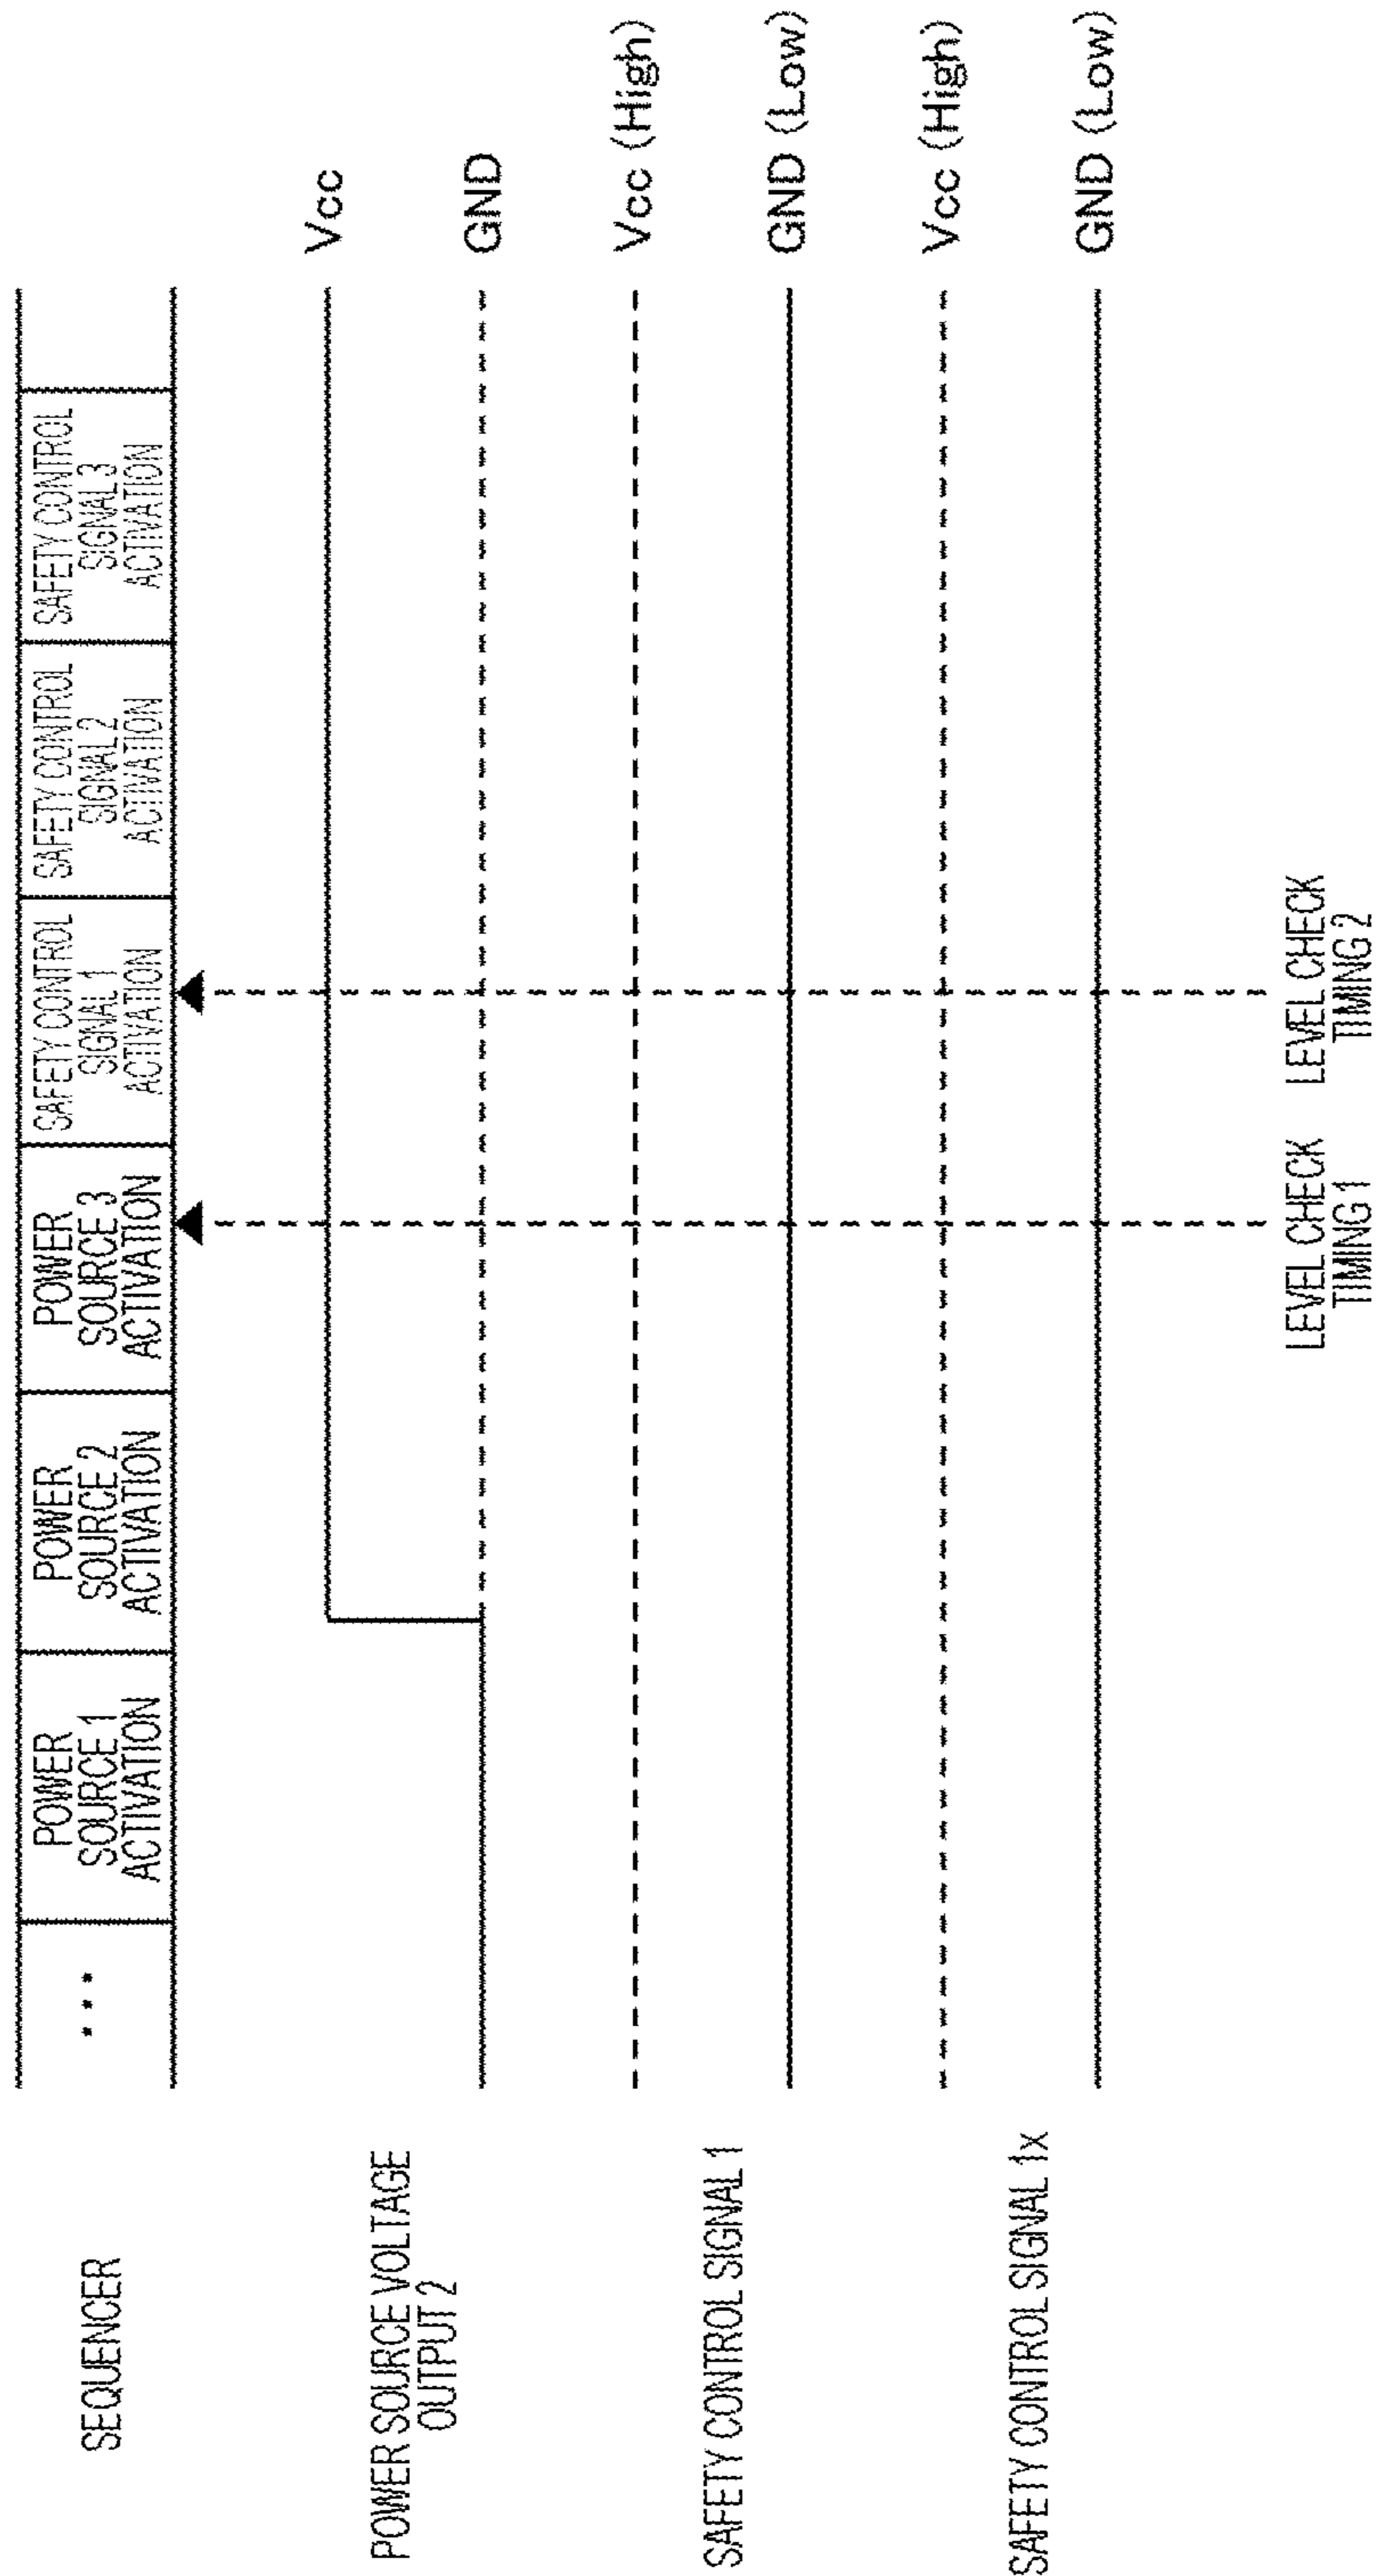 SEQUENCER
• • •
POWER
SOURCE 1
ACTIVATION
POWER
SOURCE 2
ACTIVATION
POWER
SOURCE 3
ACTIVATION
SAFETY CONTROL
SIGNAL 1
ACTIVATION
SAFETY CONTROL
SIGNAL 2
ACTIVATION
SAFETY CONTROL
SIGNAL 3
ACTIVATION
POWER SOURCE VOLTAGE
OUTPUT 2
Vcc
GND
SAFETY CONTROL SIGNAL 1
Vcc (High)
GND (Low)
SAFETY CONTROL SIGNAL 1x
Vcc (High)
GND (Low)
LEVEL CHECK
TIMING 1
LEVEL CHECK
TIMING 2